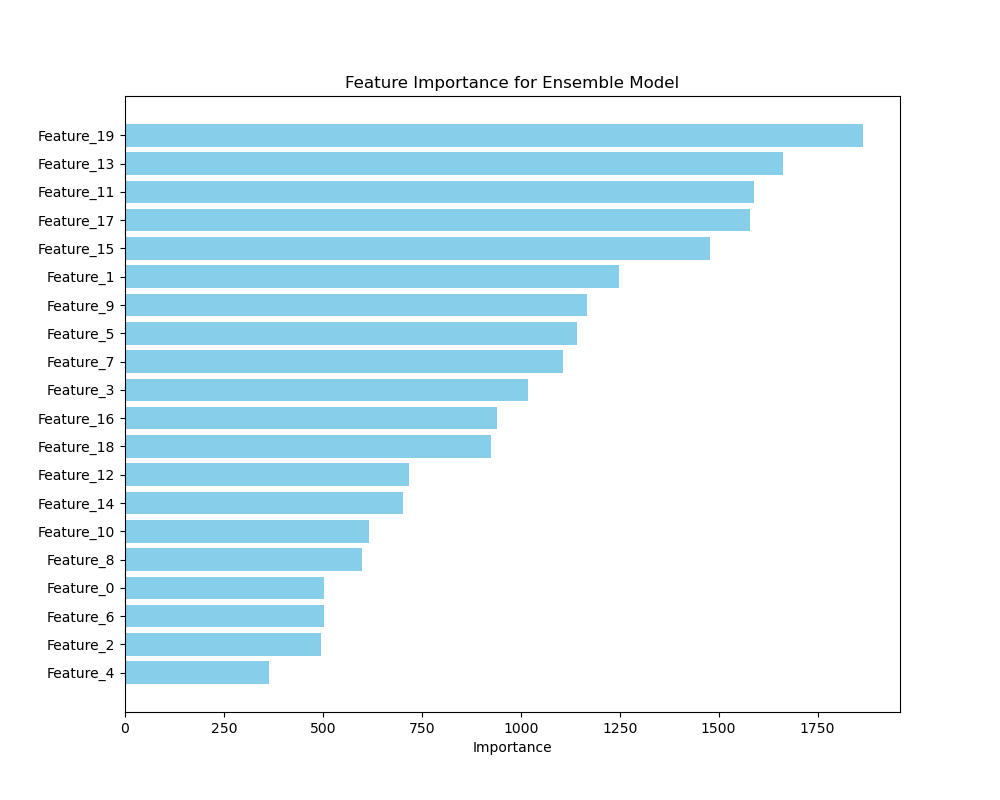 Feature Importance for Ensemble Model
Feature_19
Feature_13
Feature_11
Feature_17
Feature_15
Feature_1
Feature_9
Feature_5
Feature_7
Feature_3
Feature_16
Feature_18
Feature_12
Feature_14
Feature_10
Feature_8
Feature_0
Feature_6
Feature_2
Feature_4
0 250 500 750 1000 1250 1500 1750
Importance